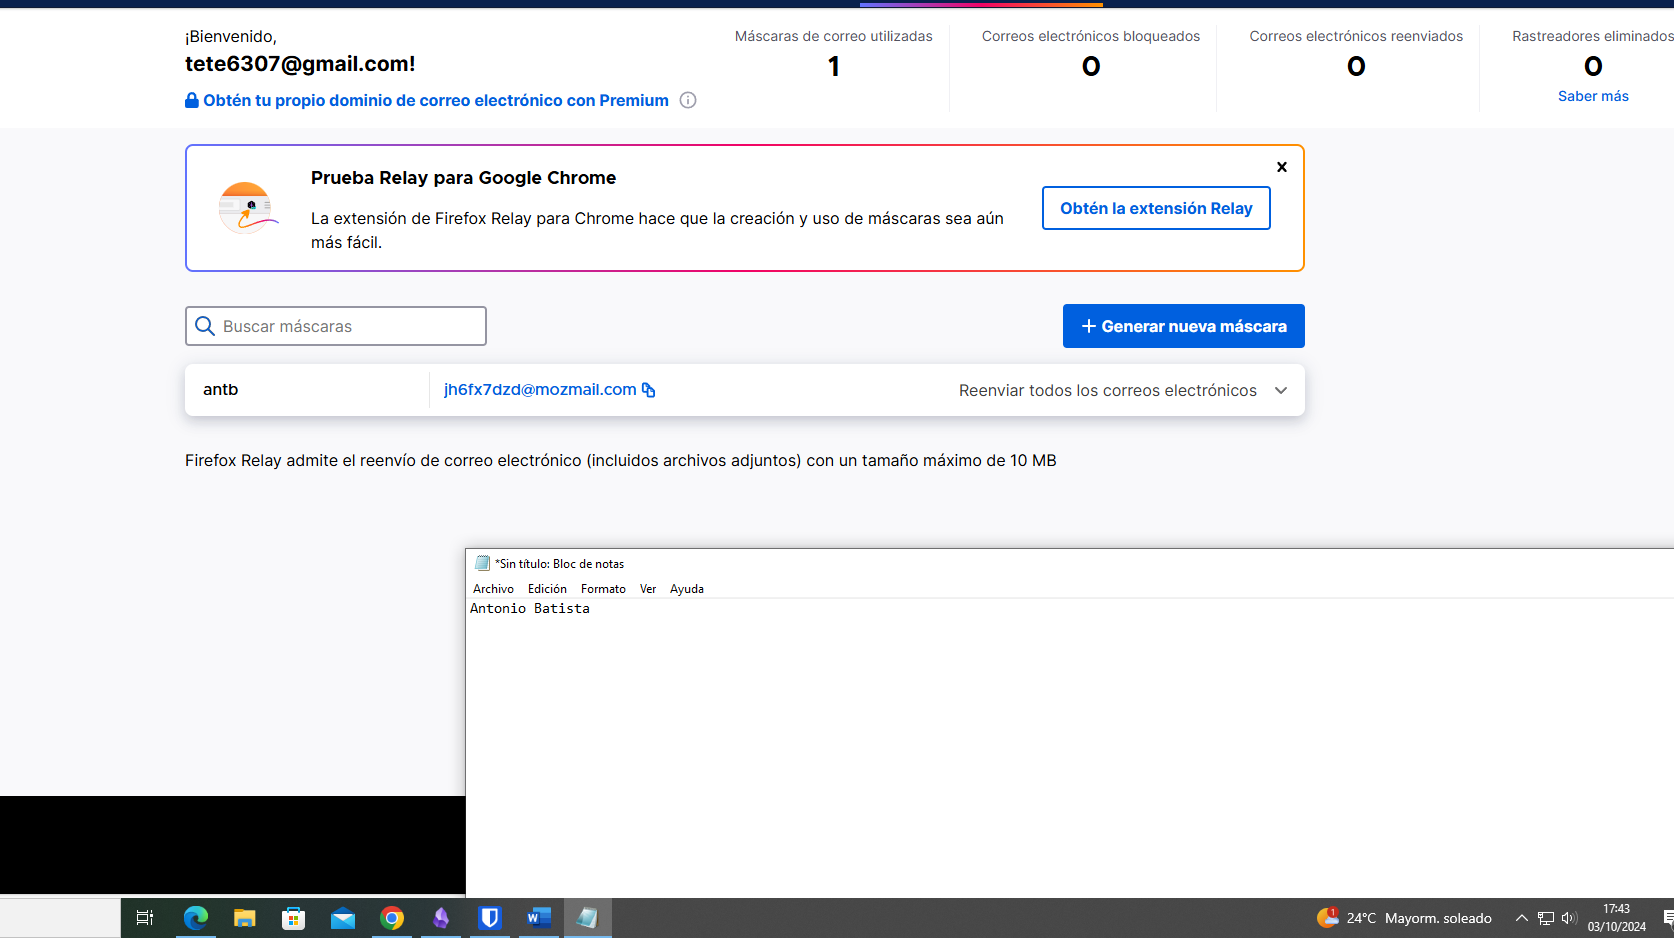 ¡Bienvenido,
tete6307@gmail.com!
Obtén tu propio dominio de correo electrónico con Premium
Máscaras de correo utilizadas
1
Correos electrónicos bloqueados
0
Correos electrónicos reenviados
0
Rastreadores eliminados
0
Saber más
Prueba Relay para Google Chrome
La extensión de Firefox Relay para Chrome hace que la creación y uso de máscaras sea aún
más fácil.
Obtén la extensión Relay
Buscar máscaras
Generar nueva máscara
antb
jh6fx7dzd@mozmail.com
Reenviar todos los correos electrónicos
Firefox Relay admite el reenvío de correo electrónico (incluidos archivos adjuntos) con un tamaño máximo de 10 MB
*Sin título: Bloc de notas
Archivo Edición Formato Ver Ayuda
Antonio Batista
1
24°C Mayorm. soleado
17:43
03/10/2024